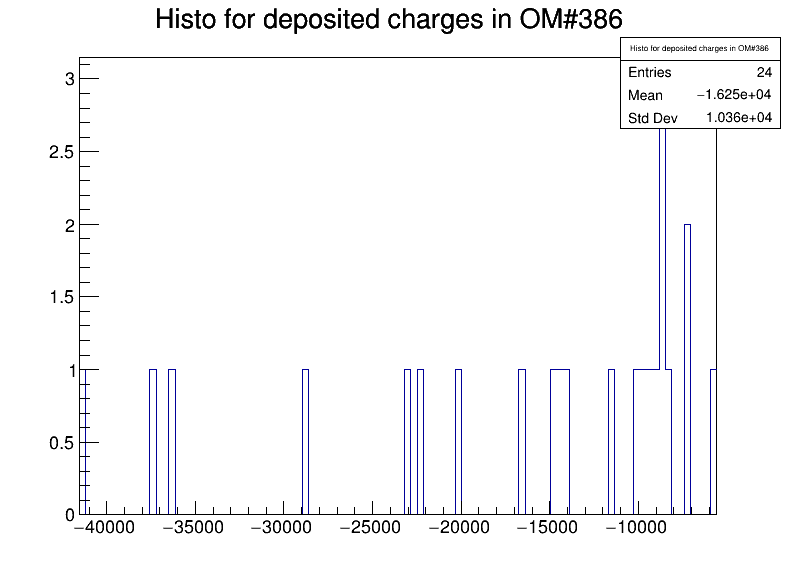 Histo for deposited charges in OM#386
Histo for deposited charges in OM#386
Entries 24
Mean −1.625e+04
Std Dev 1.036e+04
3
2.5
2
1.5
1
0.5
0
−40000 −35000 −30000 −25000 −20000 −15000 −10000